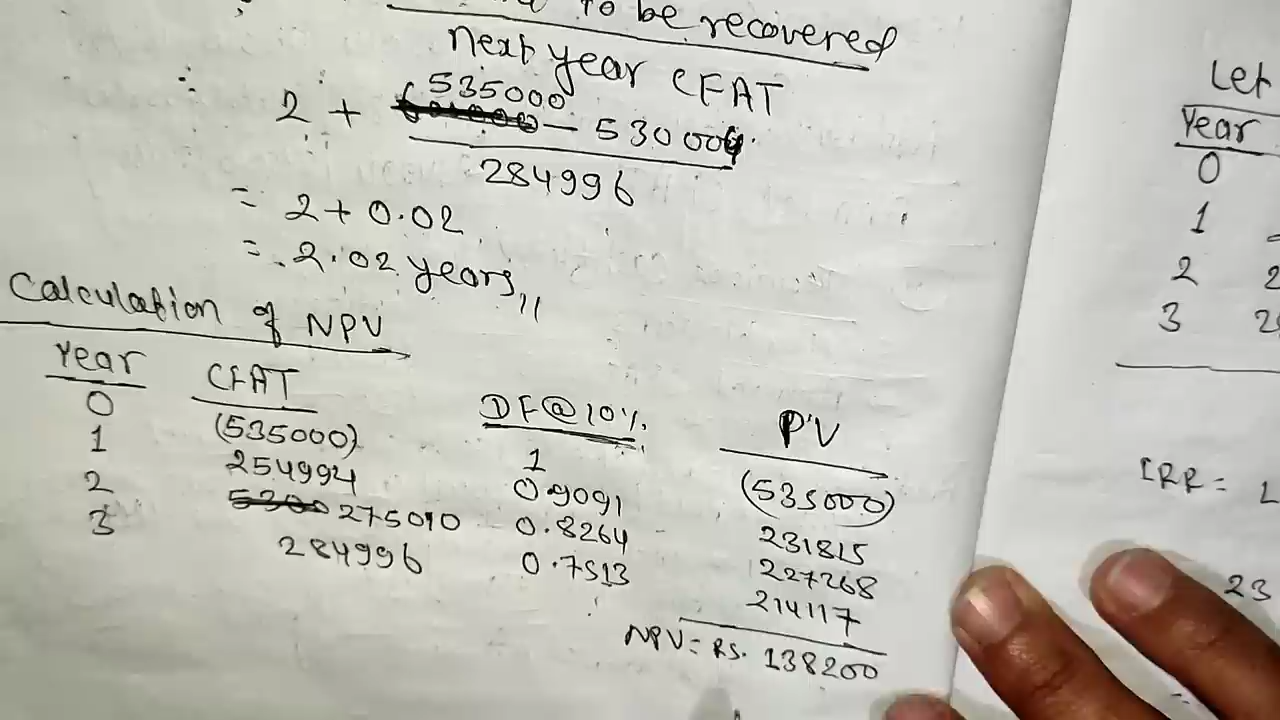 to be recovered
next year CFAT
∴ 2 + 535000 - 530004
284996
= 2 + 0.02
= 2.02 years,,
Calculation of NPV
Year CFAT DF@10% PV
0 (535000) 1 (535000)
1 254994 0.9091 231815
2 275010 0.8264 227268
3 284996 0.7513 214117
NPV = Rs. 138200
Let
Year
0
1
2 2
3
IRR = L
23